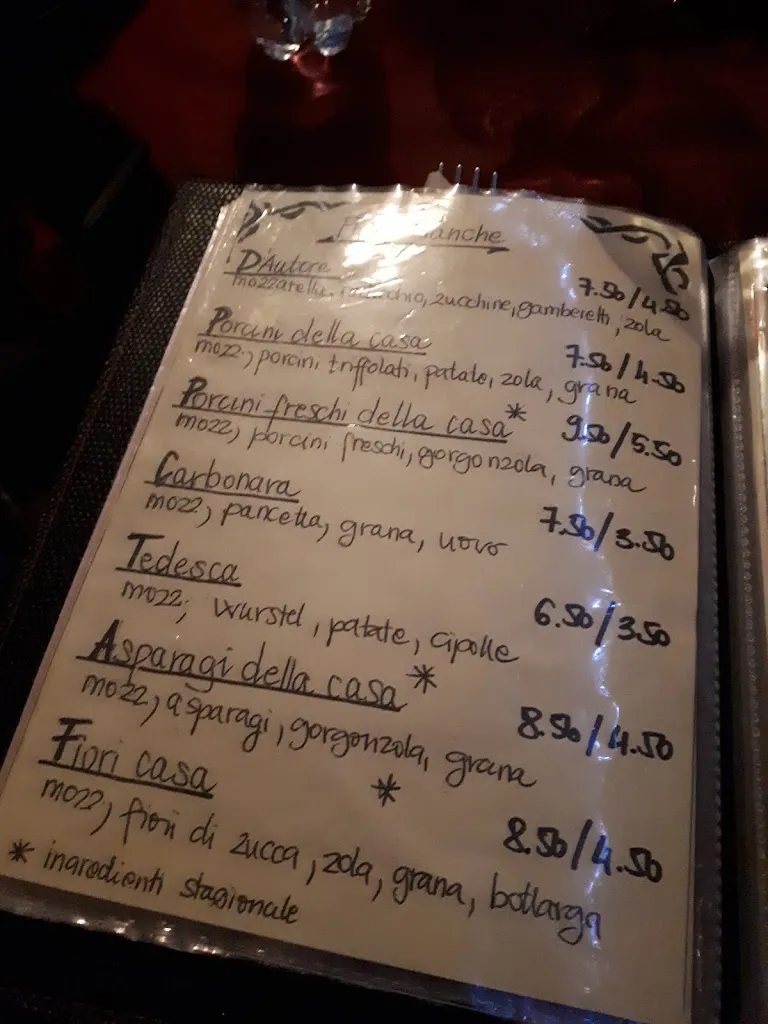 D'Autore 7.50/4.50
mozzarella, zucchine, gamberetti, zola
Porcini della casa 7.50/4.50
mozz., porcini triffolati, patate, zola, grana
Porcini freschi della casa * 9.50/5.50
mozz, porcini freschi, gorgonzola, grana
Carbonara 7.50/3.50
mozz, pancetta, grana, uovo
Tedesca 6.50/3.50
mozz, wurstel, patate, cipolle
Asparagi della casa * 8.50/4.50
mozz, asparagi, gorgonzola, grana
Fiori casa * 8.50/4.50
mozz, fiori di zucca, zola, grana, bottarga
* ingredienti stagionale